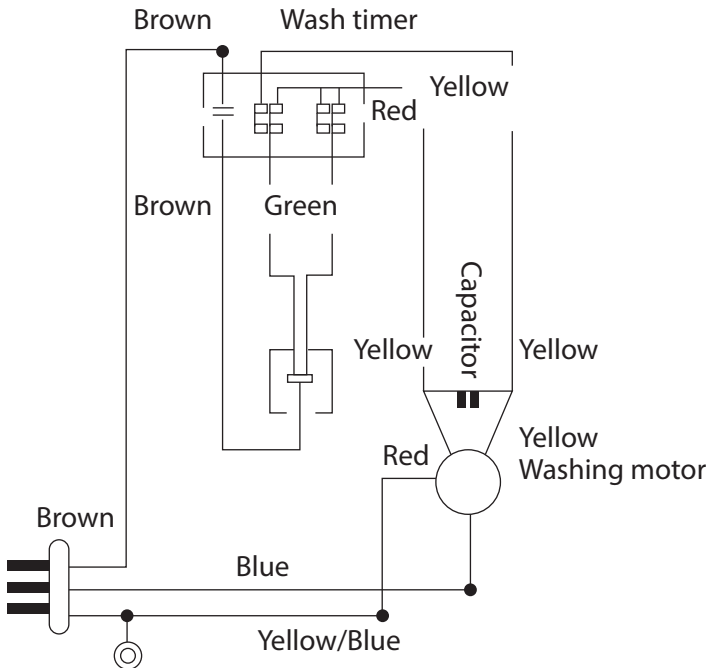 Brown
Wash timer
Yellow
Red
Brown
Green
Capacitor
Yellow
Yellow
Yellow
Washing motor
Red
Brown
Blue
Yellow/Blue